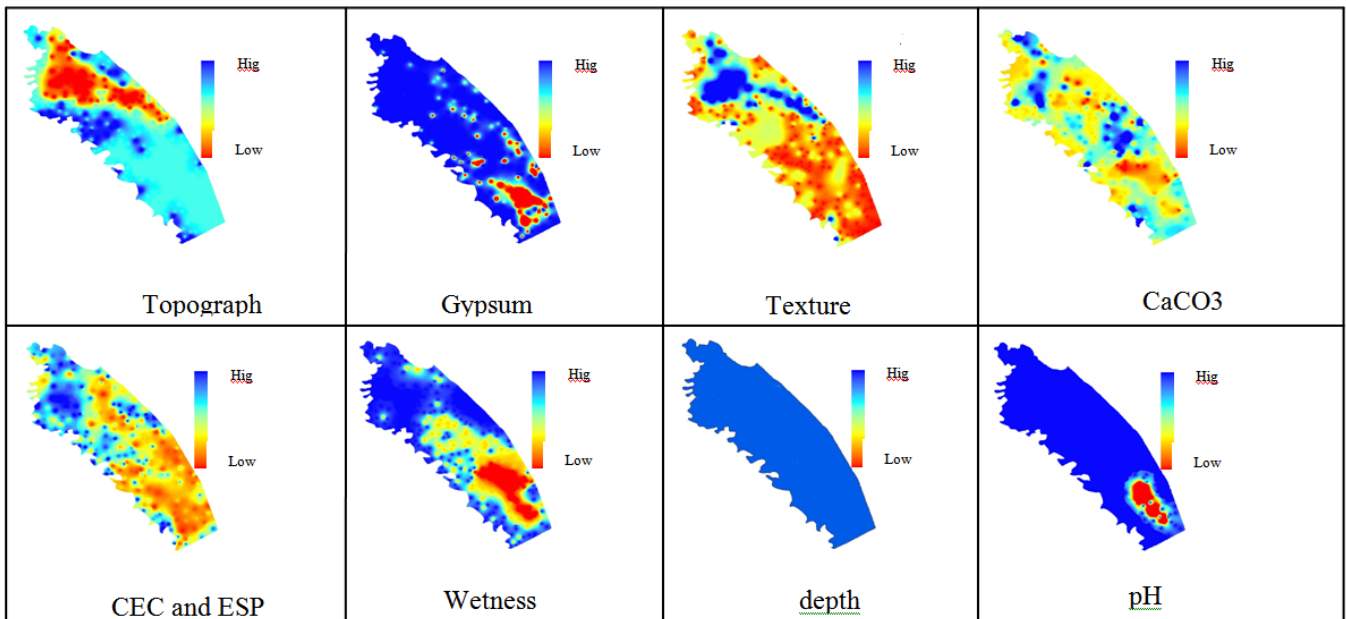 Hig
Low
Topograph
Hig
Low
Gypsum
Hig
Low
Texture
Hig
Low
CaCO3
Hig
Low
CEC and ESP
Hig
Low
Wetness
Hig
Low
depth
Hig
Low
pH